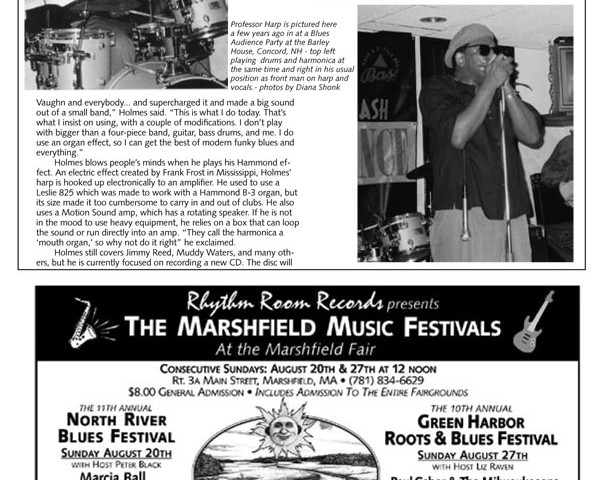 Professor Harp is pictured here
a few years ago in at a Blues
Audience Party at the Barley
House, Concord, NH - top left
playing drums and harmonica at
the same time and right in his usual
position as front man on harp and
vocals.- photos by Diana Shonk
Vaughn and everybody... and supercharged it and made a big sound
out of a small band," Holmes said. "This is what I do today. That's
what I insist on using, with a couple of modifications. I don't play
with bigger than a four-piece band, guitar, bass drums, and me. I do
use an organ effect, so I can get the best of modern funky blues and
everything."
Holmes blows people's minds when he plays his Hammond ef-
fect. An electric effect created by Frank Frost in Mississippi, Holmes'
harp is hooked up electronically to an amplifier. He used to use a
Leslie 825 which was made to work with a Hammond B-3 organ, but
its size made it too cumbersome to carry in and out of clubs. He also
uses a Motion Sound amp, which has a rotating speaker. If he is not
in the mood to use heavy equipment, he relies on a box that can loop
the sound or run directly into an amp. "They call the harmonica a
'mouth organ,' so why not do it right" he exclaimed.
Holmes still covers Jimmy Reed, Muddy Waters, and many oth-
ers, but he is currently focused on recording a new CD. The disc will
Bass
ASH
Rhythm Room Records presents
THE MARSHFIELD MUSIC FESTIVALS
At the Marshfield Fair
CONSECUTIVE SUNDAYS: AUGUST 20TH & 27TH AT 12 NOON
RT. 3A MAIN STREET, MARSHFIELD, MA • (781) 834-6629
$8.00 GENERAL ADMISSION • INCLUDES ADMISSION TO THE ENTIRE FAIRGROUNDS
THE 11TH ANNUAL
NORTH RIVER
BLUES FESTIVAL
SUNDAY AUGUST 20TH
WITH HOST PETER BLACK
Marcia Ball
THE 10TH ANNUAL
GREEN HARBOR
ROOTS & BLUES FESTIVAL
SUNDAY AUGUST 27TH
WITH HOST LIZ RAVEN
Paul Geher & The Milwaukeeans